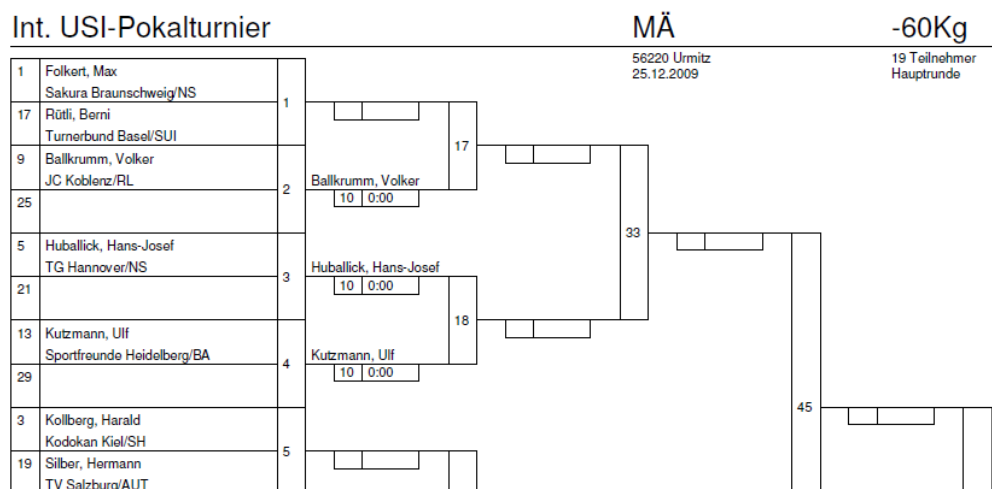 Int. USI-Pokalturnier
MÄ
-60Kg
56220 Urmitz
25.12.2009
19 Teilnehmer
Hauptrunde
1 Folkert, Max
Sakura Braunschweig/NS
1
17 Rütli, Berni
Turnerbund Basel/SUI
17
9 Ballkrumm, Volker
JC Koblenz/RL
2
Ballkrumm, Volker
10 0:00
25
33
5 Huballick, Hans-Josef
TG Hannover/NS
3
Huballick, Hans-Josef
10 0:00
21
18
13 Kutzmann, Ulf
Sportfreunde Heidelberg/BA
4
Kutzmann, Ulf
10 0:00
29
45
3 Kollberg, Harald
Kodokan Kiel/SH
5
19 Silber, Hermann
TV Salzburg/AUT